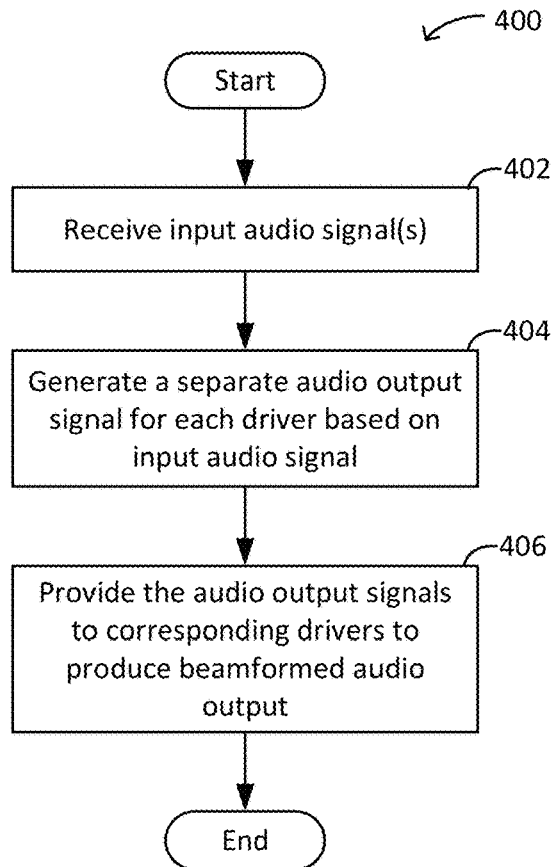 400
Start
402
Receive input audio signal(s)
404
Generate a separate audio output
signal for each driver based on
input audio signal
406
Provide the audio output signals
to corresponding drivers to
produce beamformed audio
output
End